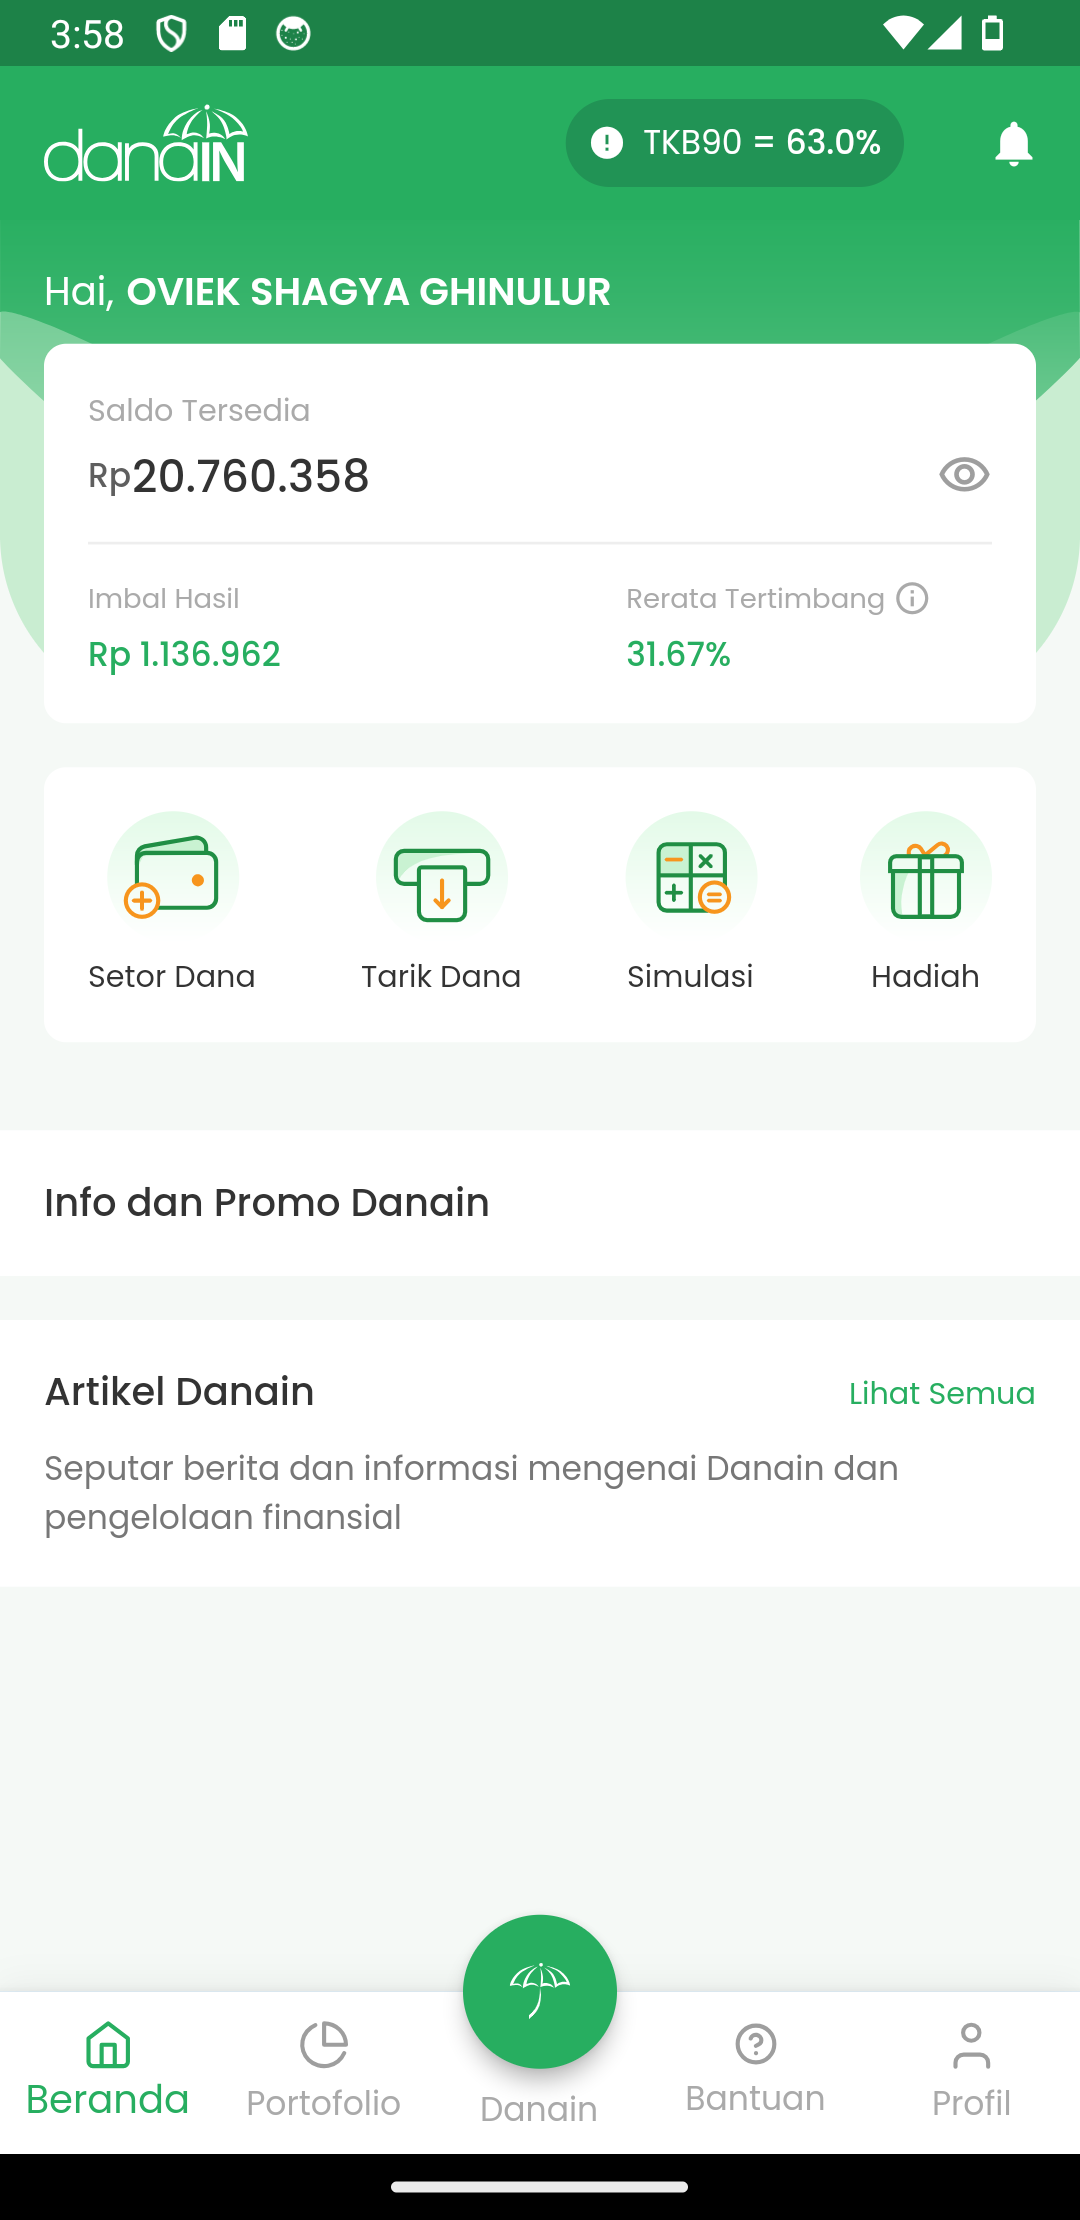 3:58
danaIN
TKB90 = 63.0%
Hai, OVIEK SHAGYA GHINULUR
Saldo Tersedia
Rp20.760.358
Imbal Hasil
Rerata Tertimbang
Rp 1.136.962
31.67%
Setor Dana
Tarik Dana
Simulasi
Hadiah
Info dan Promo Danain
Artikel Danain
Lihat Semua
Seputar berita dan informasi mengenai Danain dan
pengelolaan finansial
Beranda
Portofolio
Danain
Bantuan
Profil